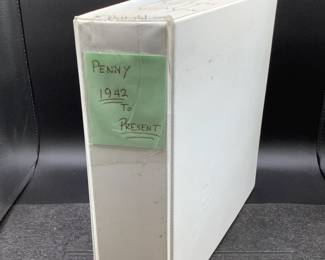 PENNY
1942
TO
PRESENT